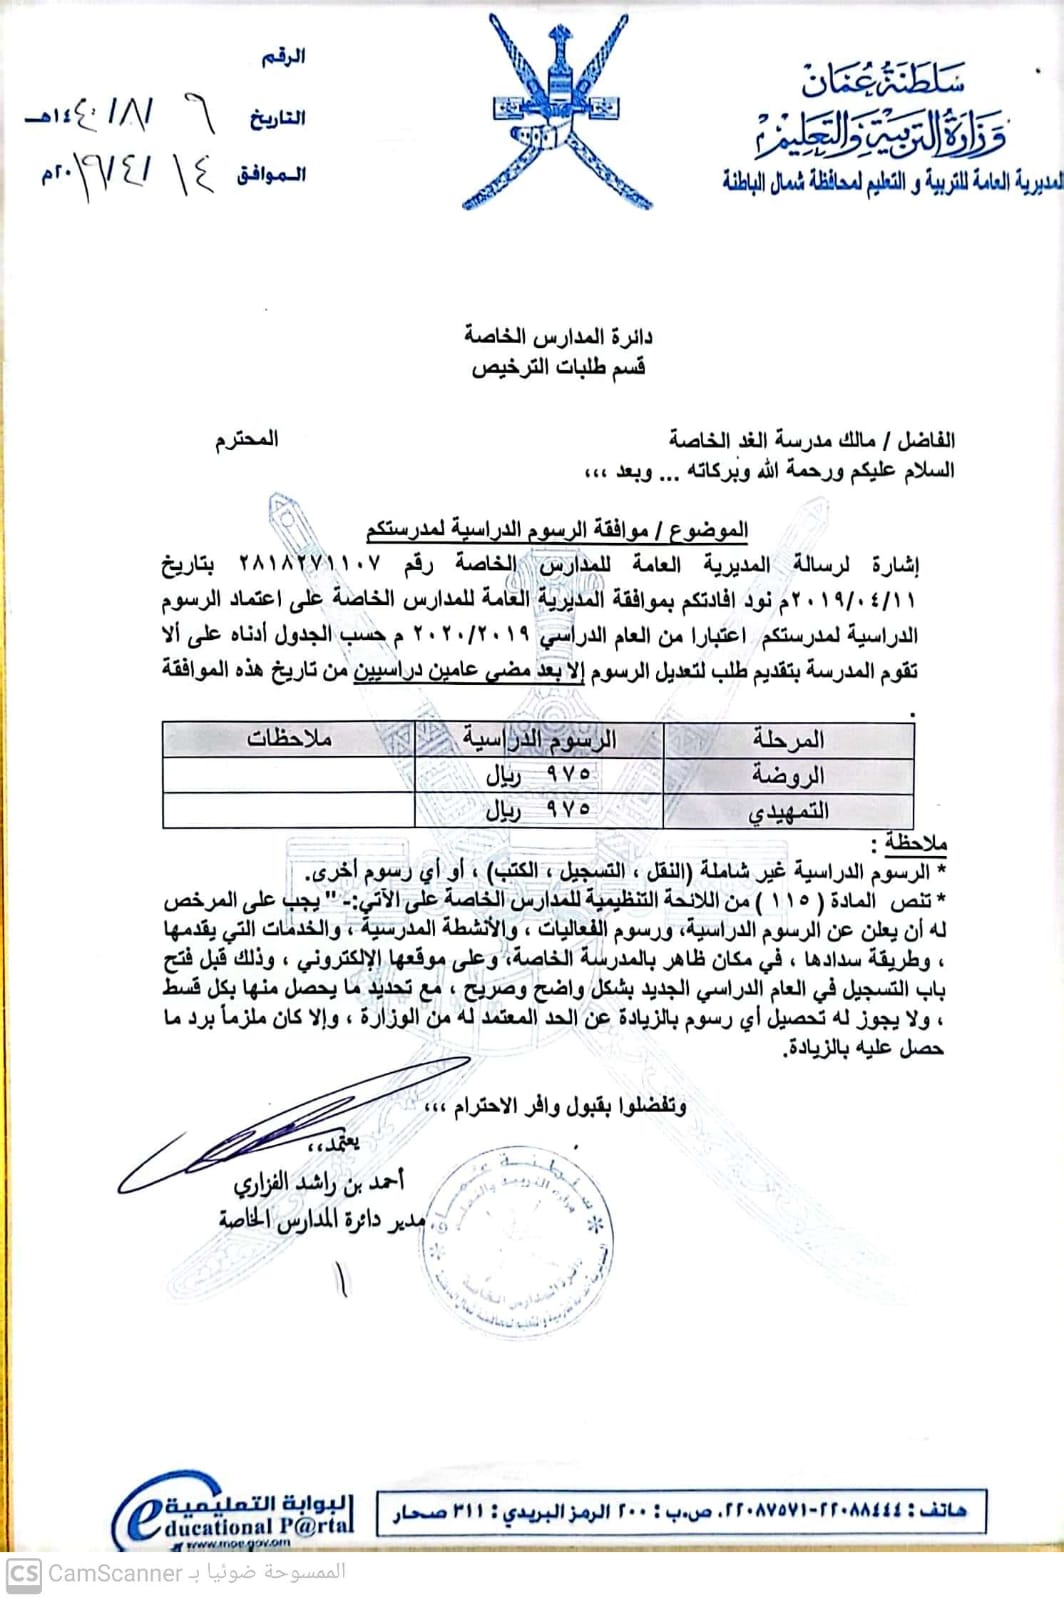 سلطنة عُمان
وزارة التربية والتعليم
المديرية العامة للتربية و التعليم لمحافظة شمال الباطنة
الرقم
التاريخ ٦ /٨/ ١٤٤٠هـ
الموافق ١٤ /٤/ ٢٠١٩م
دائرة المدارس الخاصة
قسم طلبات الترخيص
الفاضل / مالك مدرسة الغد الخاصة المحترم
السلام عليكم ورحمة الله وبركاته ... وبعد ،،،
الموضوع / موافقة الرسوم الدراسية لمدرستكم
إشارة لرسالة المديرية العامة للمدارس الخاصة رقم ٢٨١٨٢٧١١٠٧ بتاريخ
٢٠١٩/٠٤/١١م نود افادتكم بموافقة المديرية العامة للمدارس الخاصة على اعتماد الرسوم
الدراسية لمدرستكم اعتبارا من العام الدراسي ٢٠٢٠/٢٠١٩ م حسب الجدول أدناه على ألا
تقوم المدرسة بتقديم طلب لتعديل الرسوم إلا بعد مضي عامين دراسيين من تاريخ هذه الموافقة
.
المرحلة الرسوم الدراسية ملاحظات
الروضة ٩٧٥ ريال
التمهيدي ٩٧٥ ريال
ملاحظة :
* الرسوم الدراسية غير شاملة (النقل ، التسجيل ، الكتب) ، أو أي رسوم أخرى.
* تنص المادة ( ١١٥ ) من اللائحة التنظيمية للمدارس الخاصة على الآتي:- " يجب على المرخص
له أن يعلن عن الرسوم الدراسية، ورسوم الفعاليات ، والأنشطة المدرسية ، والخدمات التي يقدمها
، وطريقة سدادها ، في مكان ظاهر بالمدرسة الخاصة، وعلى موقعها الإلكتروني ، وذلك قبل فتح
باب التسجيل في العام الدراسي الجديد بشكل واضح وصريح ، مع تحديد ما يحصل منها بكل قسط
، ولا يجوز له تحصيل أي رسوم بالزيادة عن الحد المعتمد له من الوزارة ، وإلا كان ملزماً برد ما
حصل عليه بالزيادة.
وتفضلوا بقبول وافر الاحترام ،،،
يعتمد،،
أحمد بن راشد الفزاري
مدير دائرة المدارس الخاصة
سلطنة عمان
وزارة التربية والتعليم
دائرة المدارس الخاصة
البوابة التعليمية
educational P@rtal
www.moe.gov.om
هاتف : ٢٢٠٨٨٤٤٤-٢٢٠٨٧٥٧١، ص.ب : ٢٠٠ الرمز البريدي : ٣١١ صحار
CS CamScanner الممسوحة ضوئيا بـ